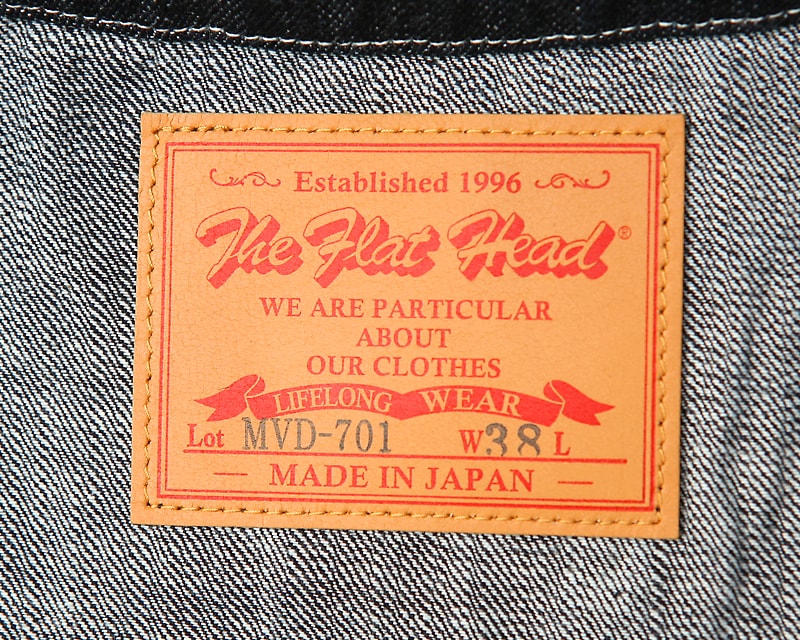 Established 1996
The Flat Head®
WE ARE PARTICULAR
ABOUT
OUR CLOTHES
LIFELONG WEAR
Lot MVD-701 W38 L
— MADE IN JAPAN —